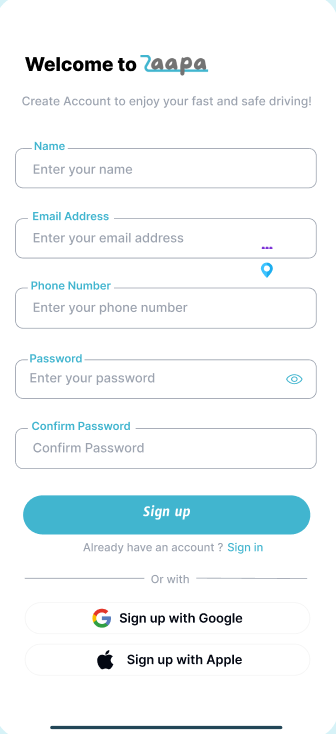 Welcome to Zaapa
Create Account to enjoy your fast and safe driving!
Name
Enter your name
Email Address
Enter your email address
Phone Number
Enter your phone number
Password
Enter your password
Confirm Password
Confirm Password
Sign up
Already have an account ? Sign in
Or with
Sign up with Google
Sign up with Apple